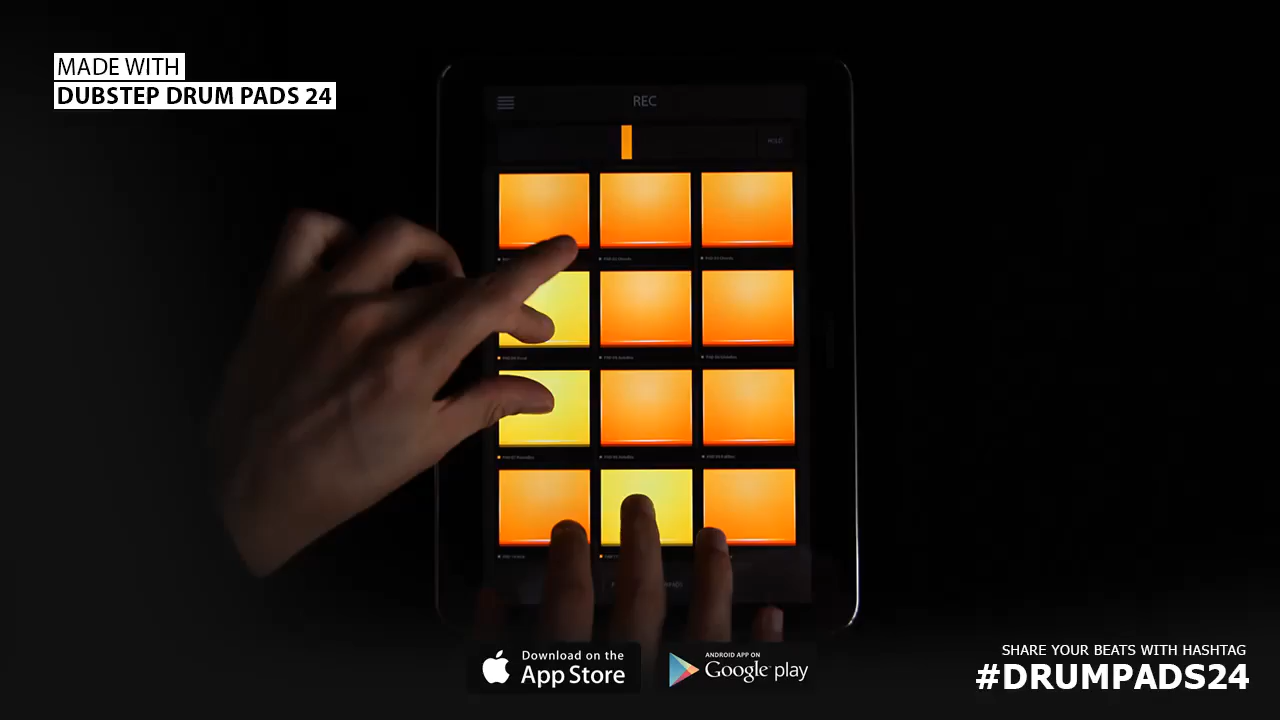 MADE WITH
DUBSTEP DRUM PADS 24
REC
HOLD
Download on the
App Store
ANDROID APP ON
Google play
SHARE YOUR BEATS WITH HASHTAG
#DRUMPADS24